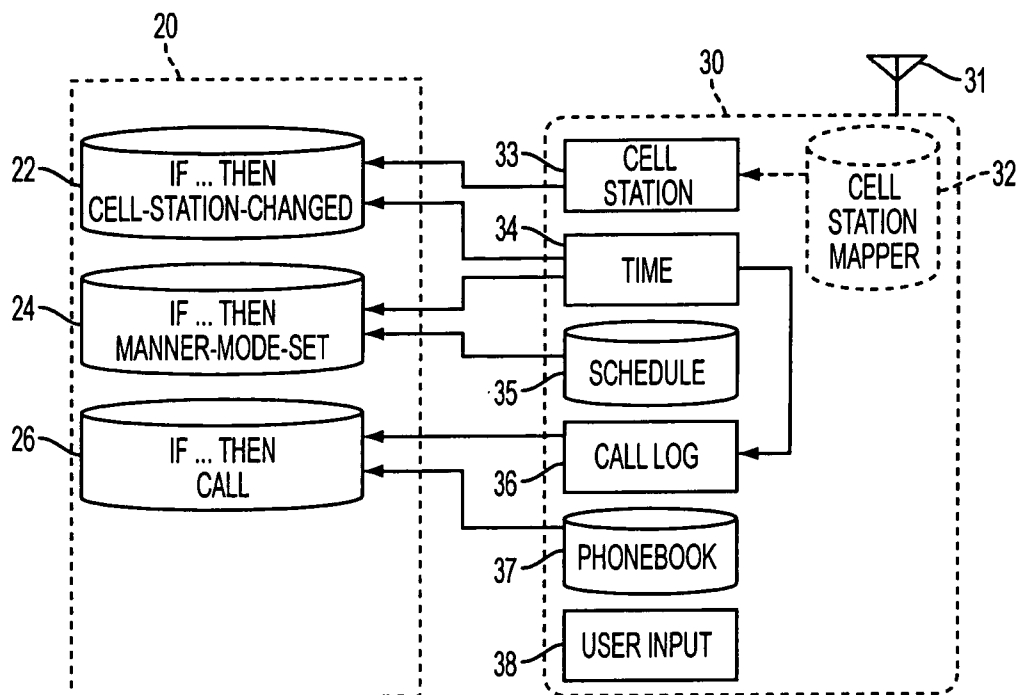 20
22
IF ... THEN
CELL-STATION-CHANGED
24
IF ... THEN
MANNER-MODE-SET
26
IF ... THEN
CALL
30
31
33
CELL
STATION
32
CELL
STATION
MAPPER
34
TIME
35
SCHEDULE
36
CALL LOG
37
PHONEBOOK
38
USER INPUT